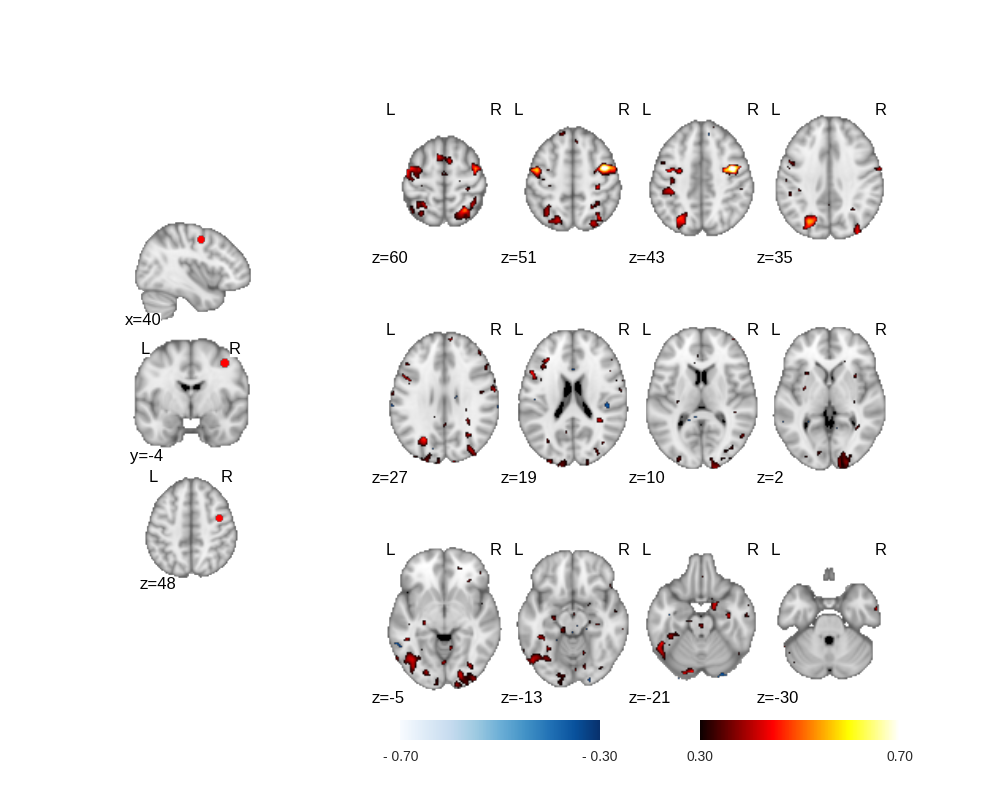 L R L R L R L R
z=60 z=51 z=43 z=35
x=40
L R L R L R L R
L R
z=27 z=19 z=10 z=2
y=-4
L R
L R L R L R L R
z=48
z=-5 z=-13 z=-21 z=-30
- 0.70 - 0.30 0.30 0.70